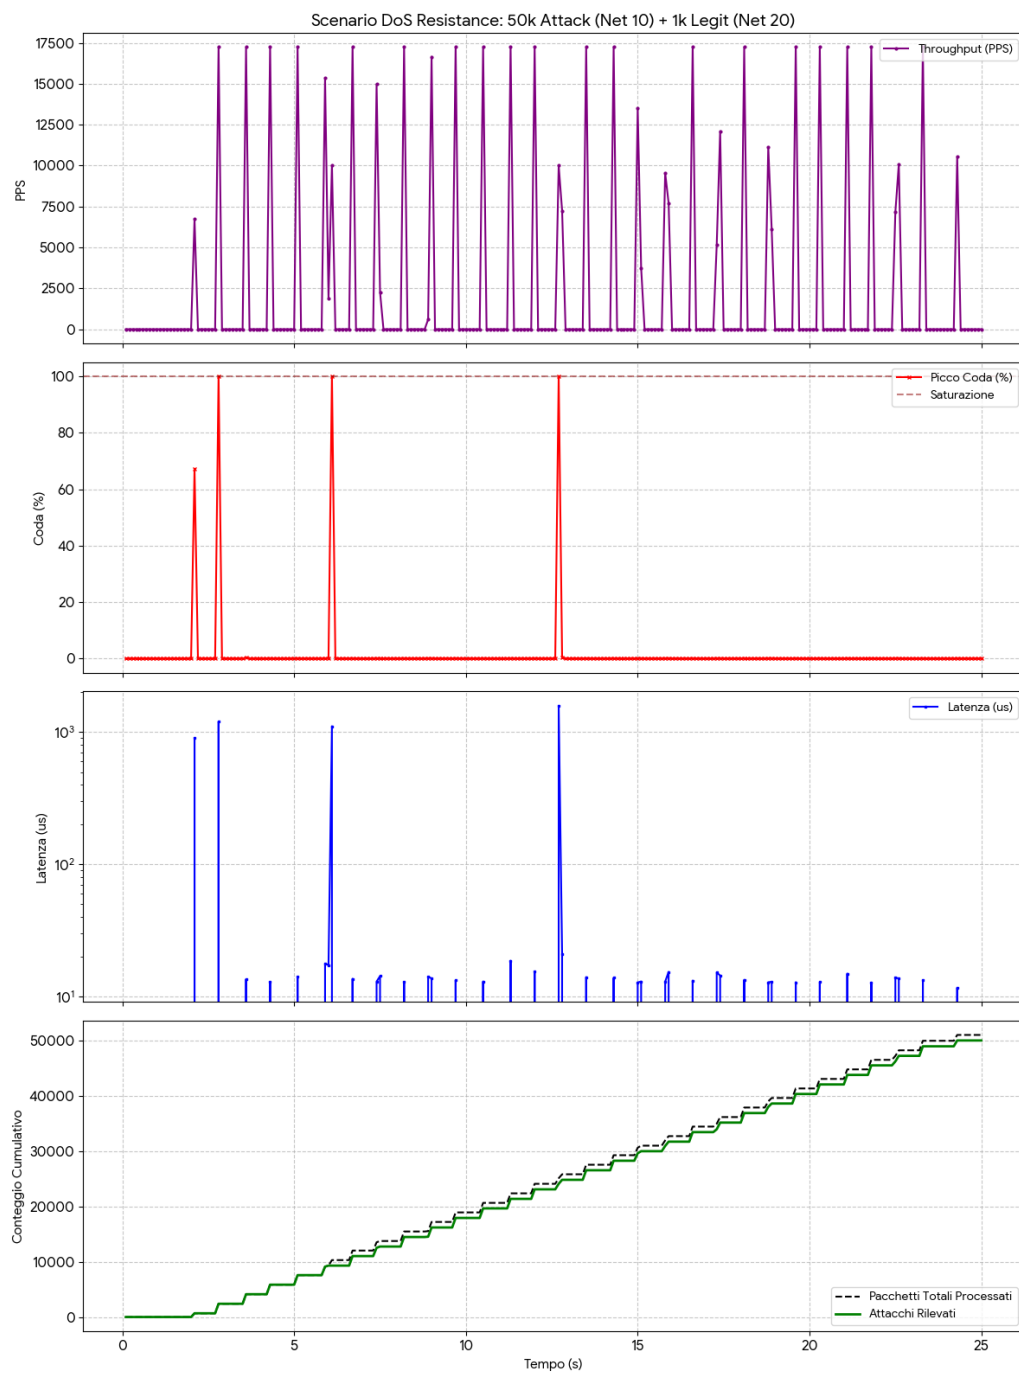 Scenario DoS Resistance: 50k Attack (Net 10) + 1k Legit (Net 20)
17500
15000
12500
10000
7500
5000
2500
0
PPS
Throughput (PPS)
100
80
60
40
20
0
Coda (%)
Picco Coda (%)
Saturazione
10³
10²
10¹
Latenza (us)
Latenza (us)
50000
40000
30000
20000
10000
0
Conteggio Cumulativo
Pacchetti Totali Processati
Attacchi Rilevati
0 5 10 15 20 25
Tempo (s)